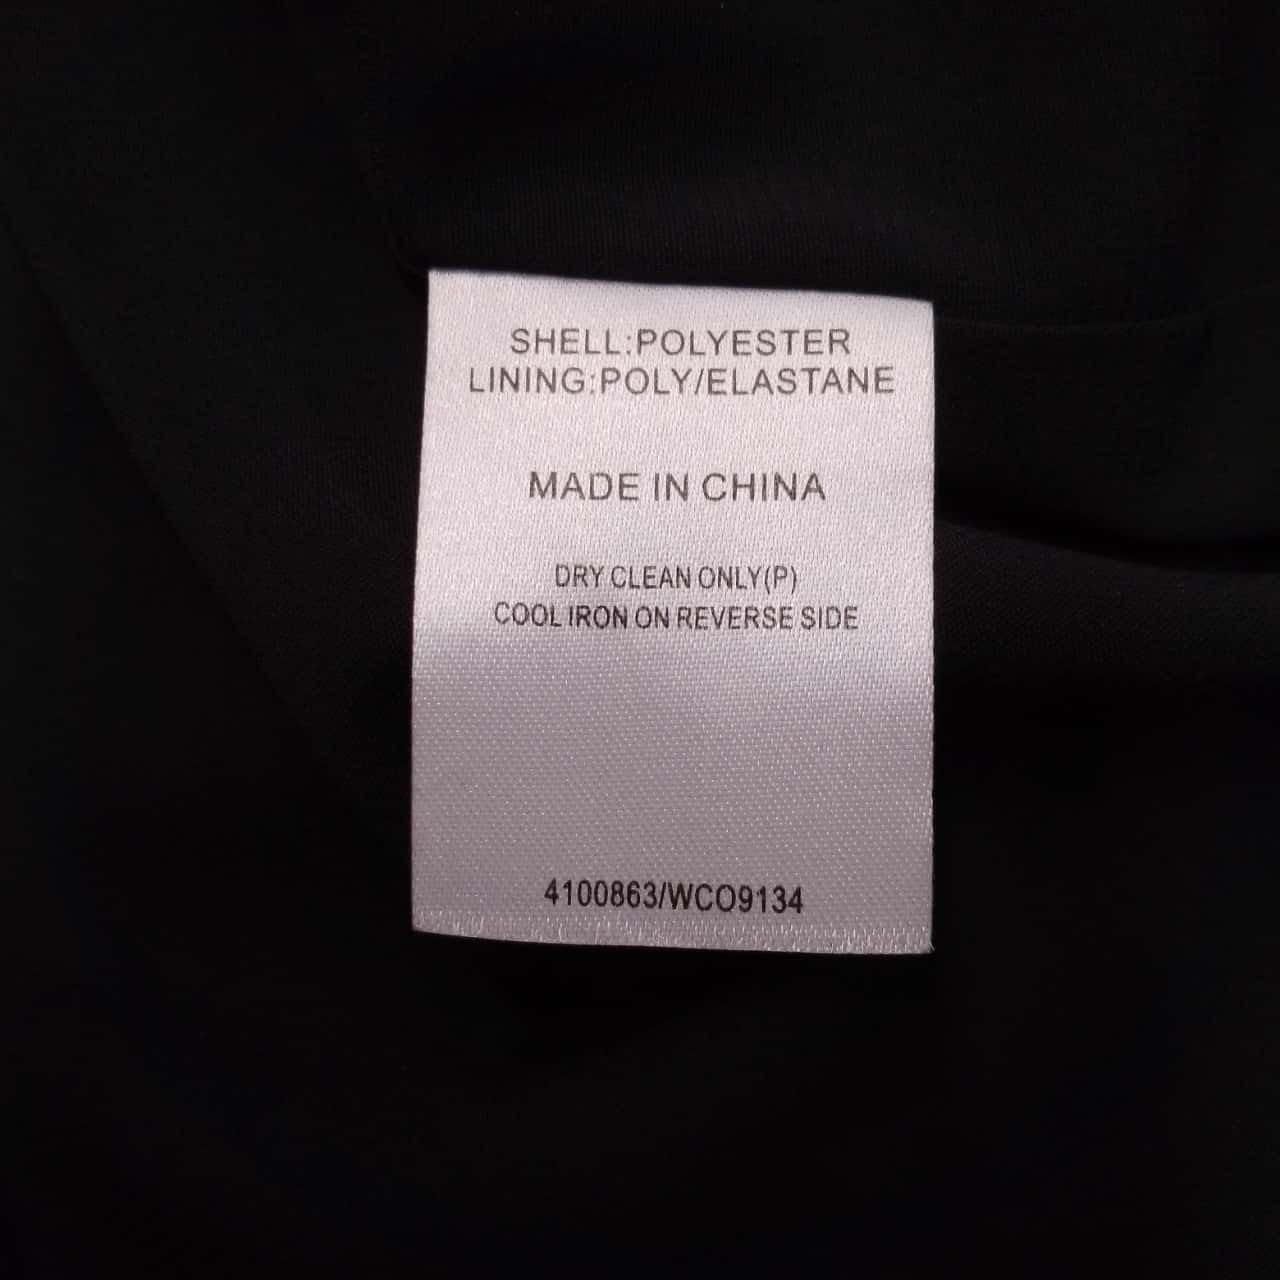 SHELL:POLYESTER
LINING:POLY/ELASTANE
MADE IN CHINA
DRY CLEAN ONLY(P)
COOL IRON ON REVERSE SIDE
4100863/WCO9134